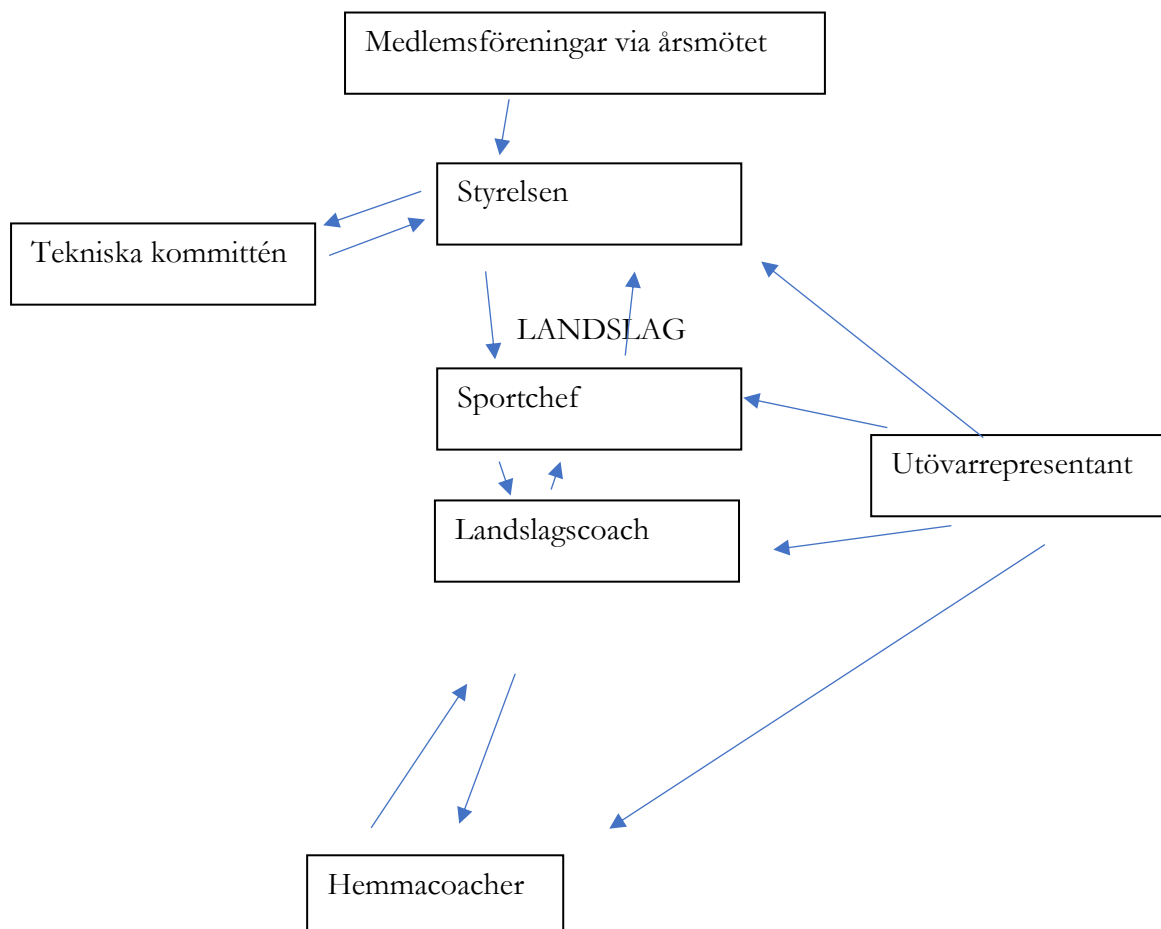 Medlemsföreningar via årsmötet
Styrelsen
Tekniska kommittén
LANDSLAG
Sportchef
Utövarrepresentant
Landslagscoach
Hemmacoacher